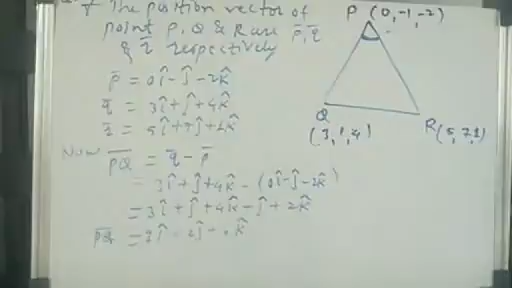 If The position vector of
point P, Q & R are p̄, q̄
& r̄ respectively
p̄ = 0î - ĵ - 2k̂
q̄ = 3î + ĵ + 4k̂
r̄ = 5î + 7ĵ + 2k̂
Now P̄Q̄ = q̄ - p̄
= 3î + ĵ + 4k̂ - (0î - ĵ - 2k̂)
= 3î + ĵ + 4k̂ - ĵ + 2k̂
P̄Q̄ =
P (0, -1, -2)
Q
(3, 1, 4)
R (5, 7, 1)